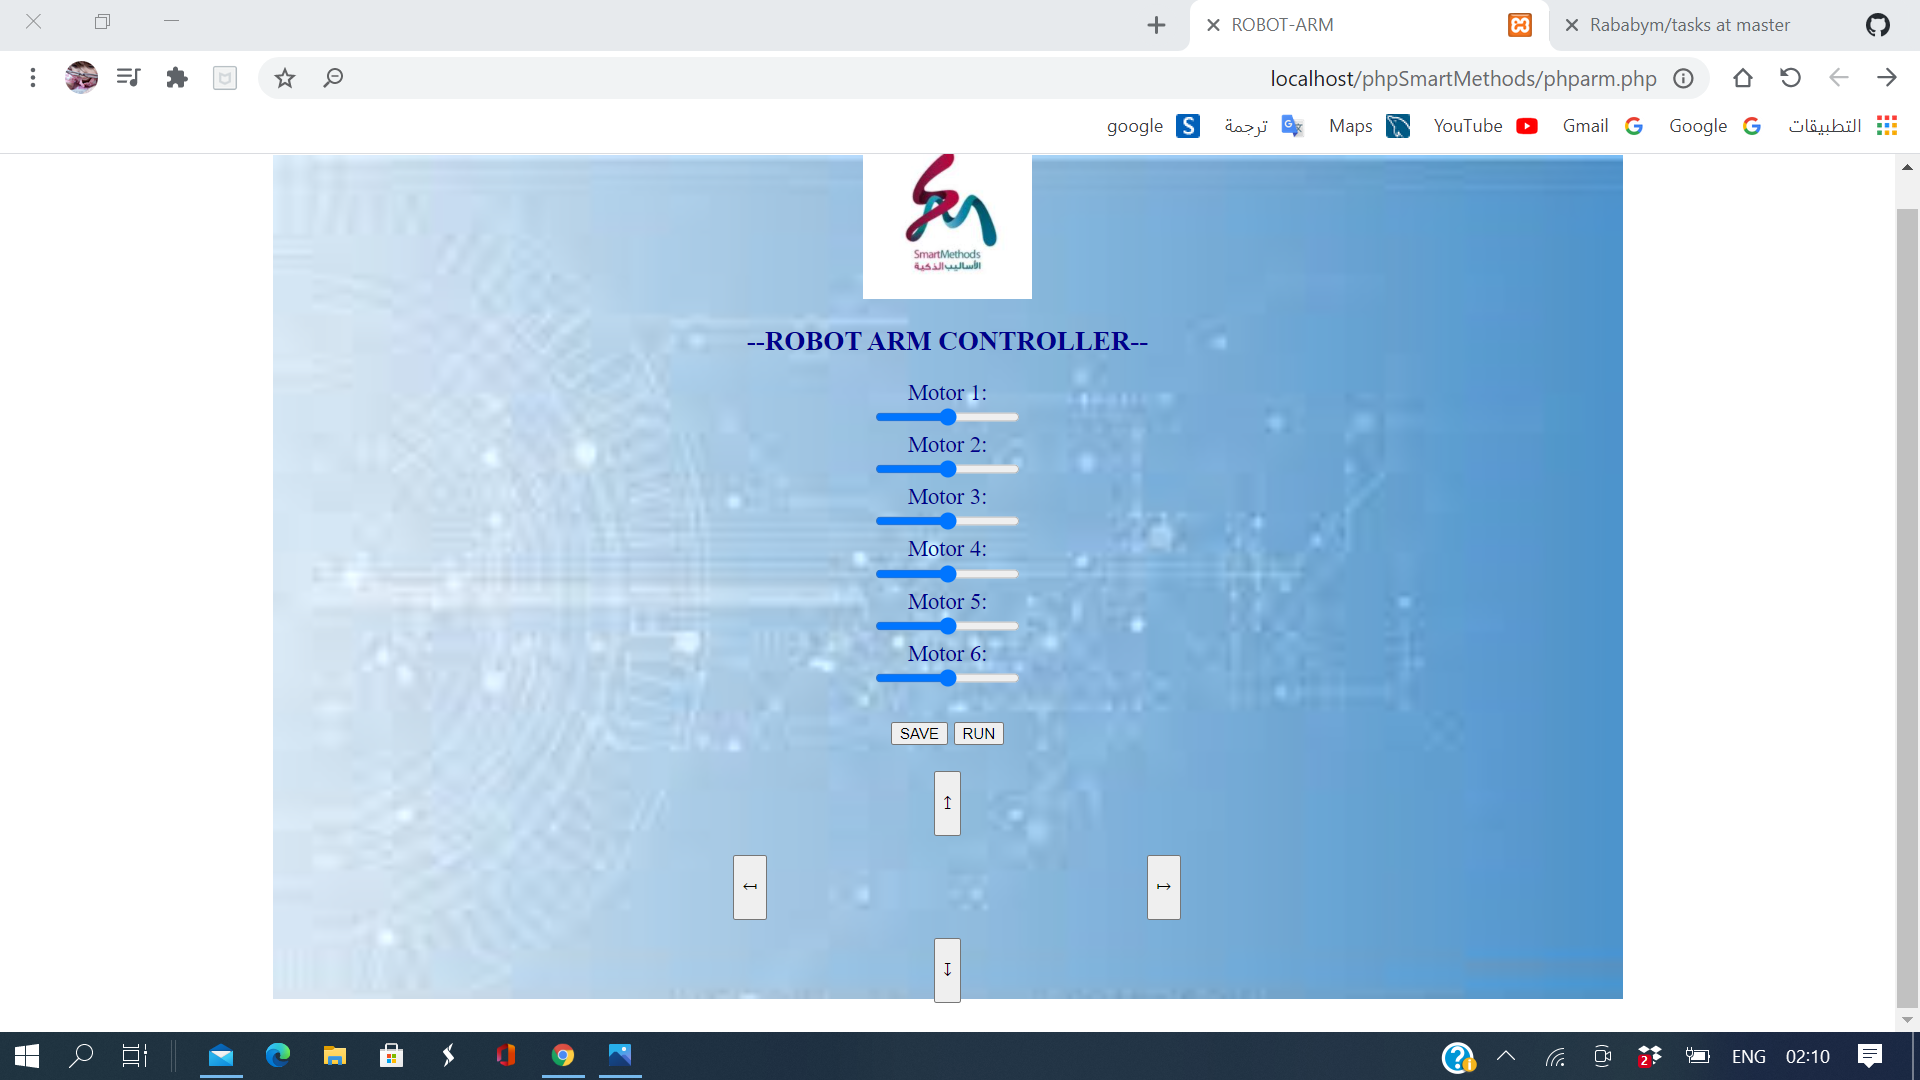 ROBOT-ARM
Rababym/tasks at master
localhost/phpSmartMethods/phparm.php
google
ترجمة
Maps
YouTube
Gmail
Google
التطبيقات
SmartMethods
الأساليب الذكية
--ROBOT ARM CONTROLLER--
Motor 1:
Motor 2:
Motor 3:
Motor 4:
Motor 5:
Motor 6:
SAVE RUN
↥
↤ ↦
↧
2
ENG 02:10